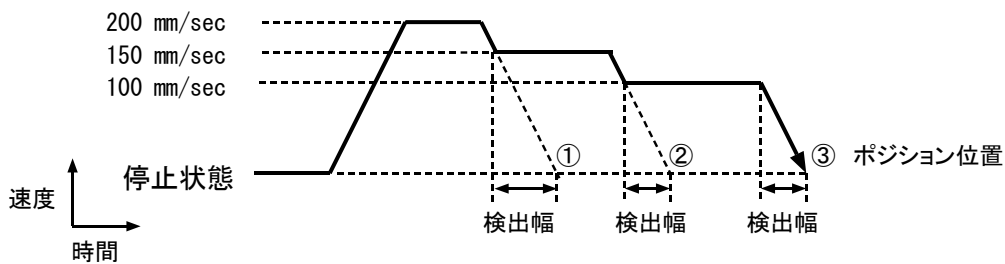 200 mm/sec
150 mm/sec
100 mm/sec
停止状態
① ② ③ ポジション位置
速度
時間
検出幅 検出幅 検出幅